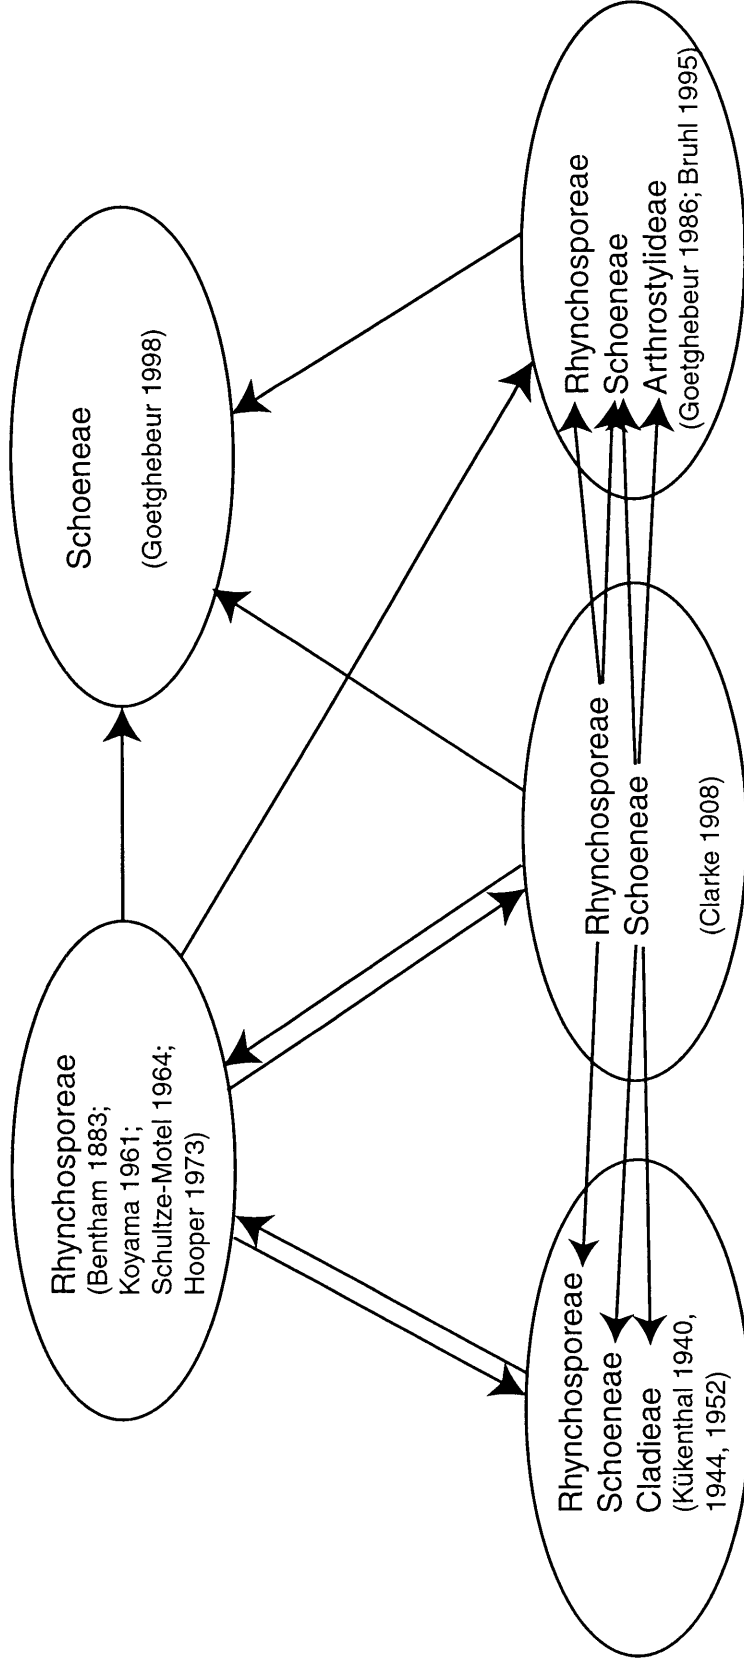 Rhynchosporeae
(Bentham 1883;
Koyama 1961;
Schultze-Motel 1964;
Hooper 1973)
Schoeneae
(Goetghebeur 1998)
Rhynchosporeae
Schoeneae
Cladieae
(Kükenthal 1940,
1944, 1952)
Rhynchosporeae
Schoeneae
(Clarke 1908)
Rhynchosporeae
Schoeneae
Arthrostylideae
(Goetghebeur 1986; Bruhl 1995)